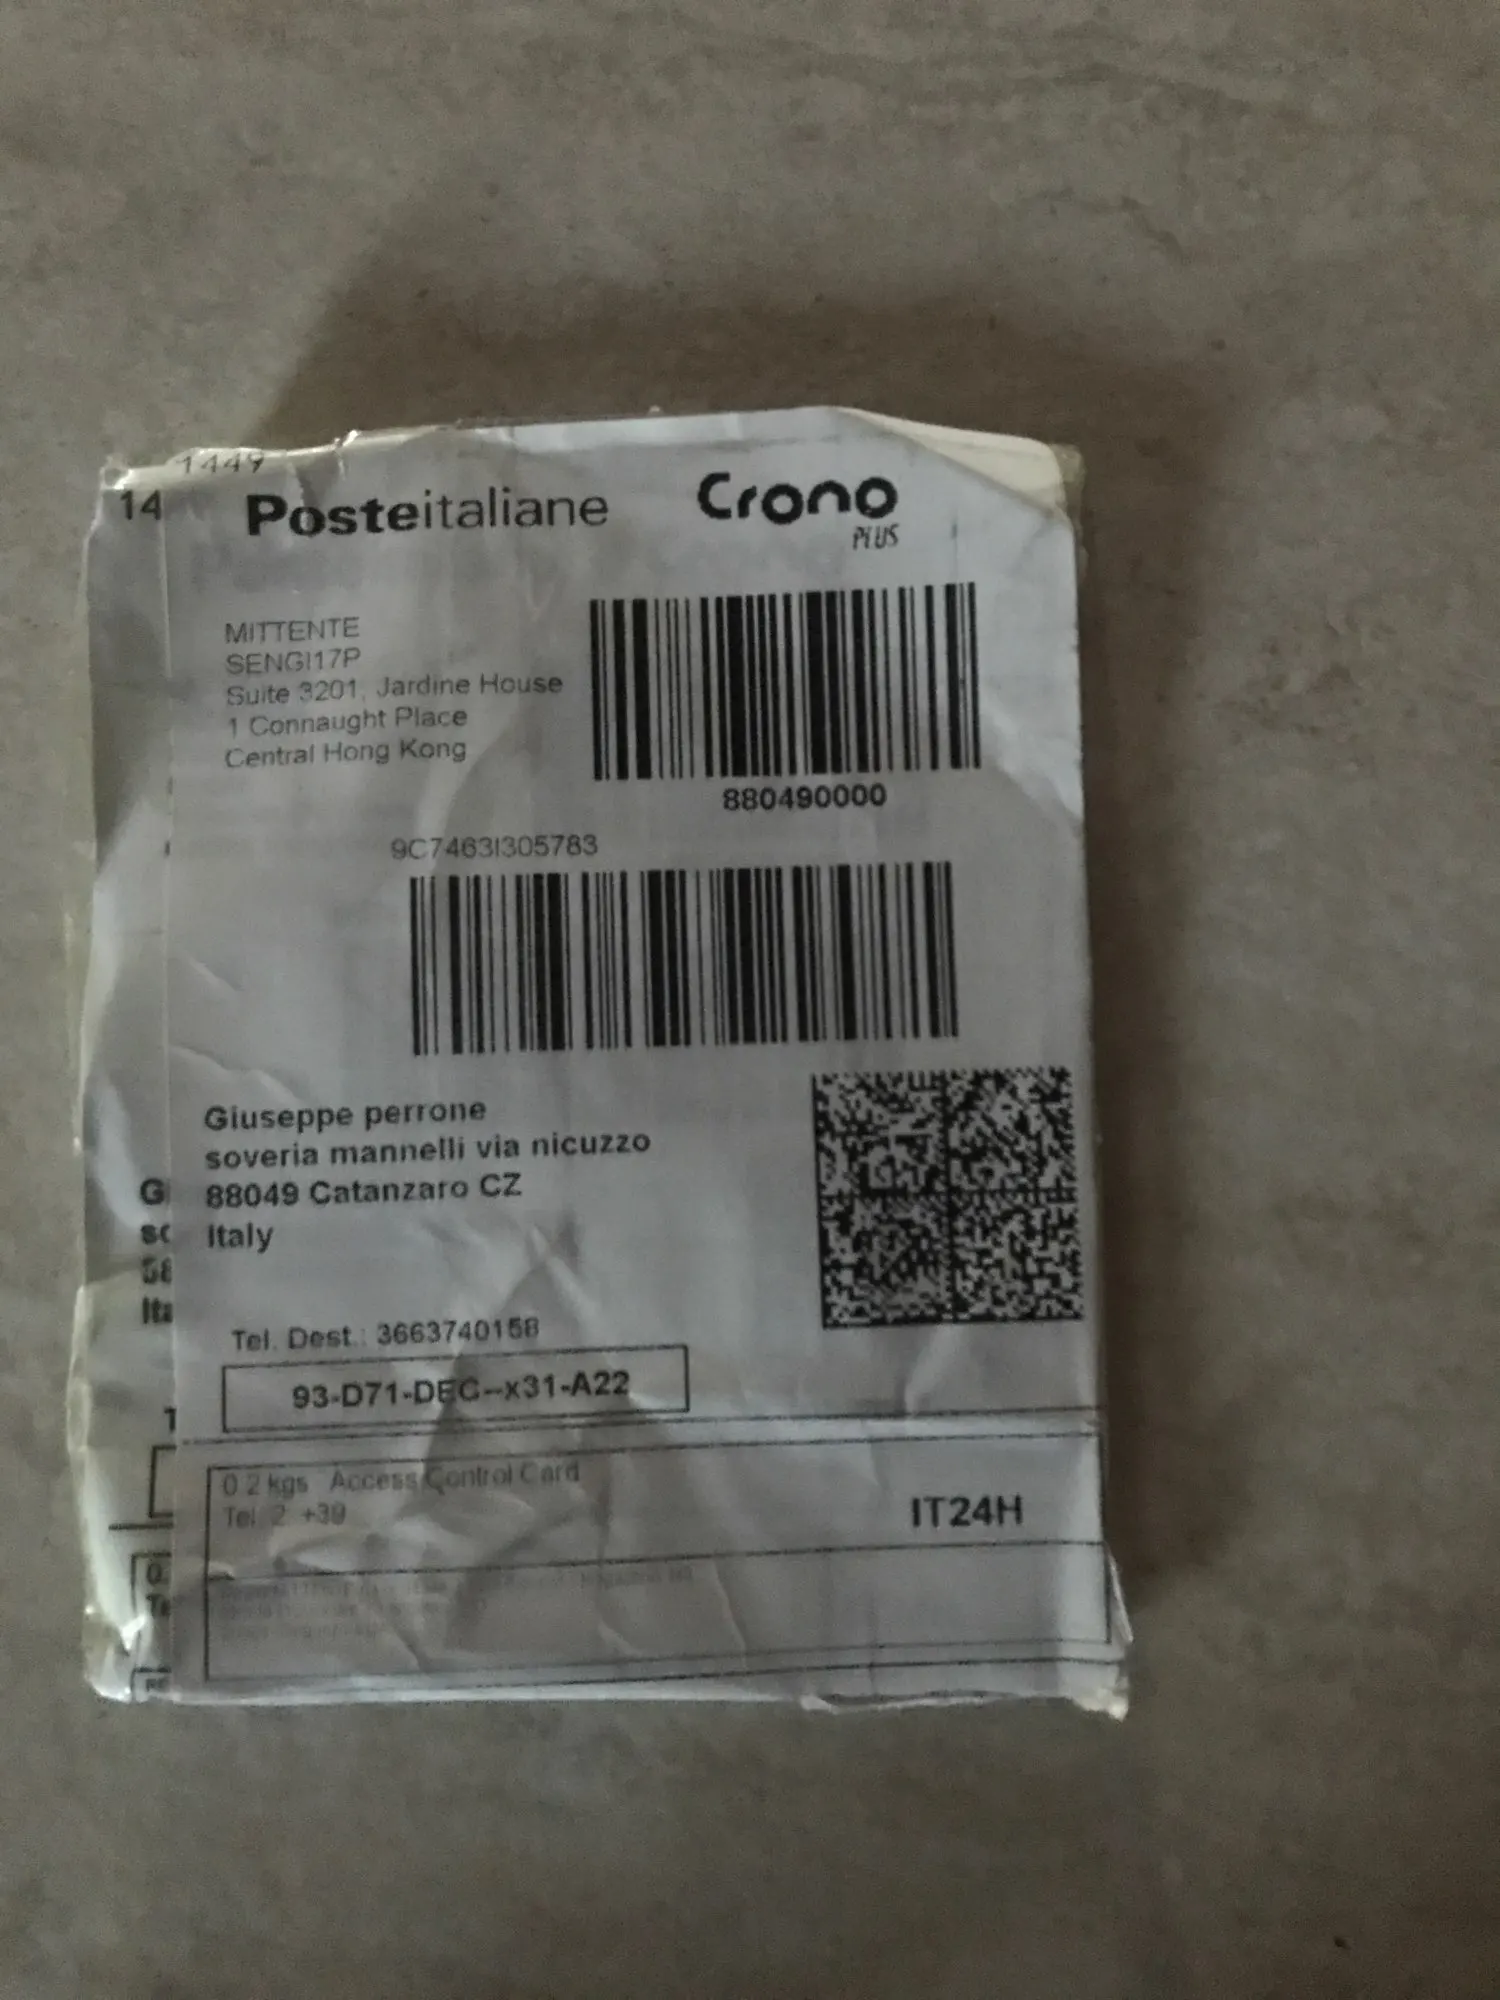 1449
14
Posteitaliane
Crono
PLUS
MITTENTE
SENGI17P
Suite 3201, Jardine House
1 Connaught Place
Central Hong Kong
880490000
9C7463I305783
Giuseppe perrone
soveria mannelli via nicuzzo
88049 Catanzaro CZ
Italy
Tel. Dest.: 3663740158
93-D71-DEC--x31-A22
0.2 kgs Access Control Card
Tel. 2 +39
IT24H